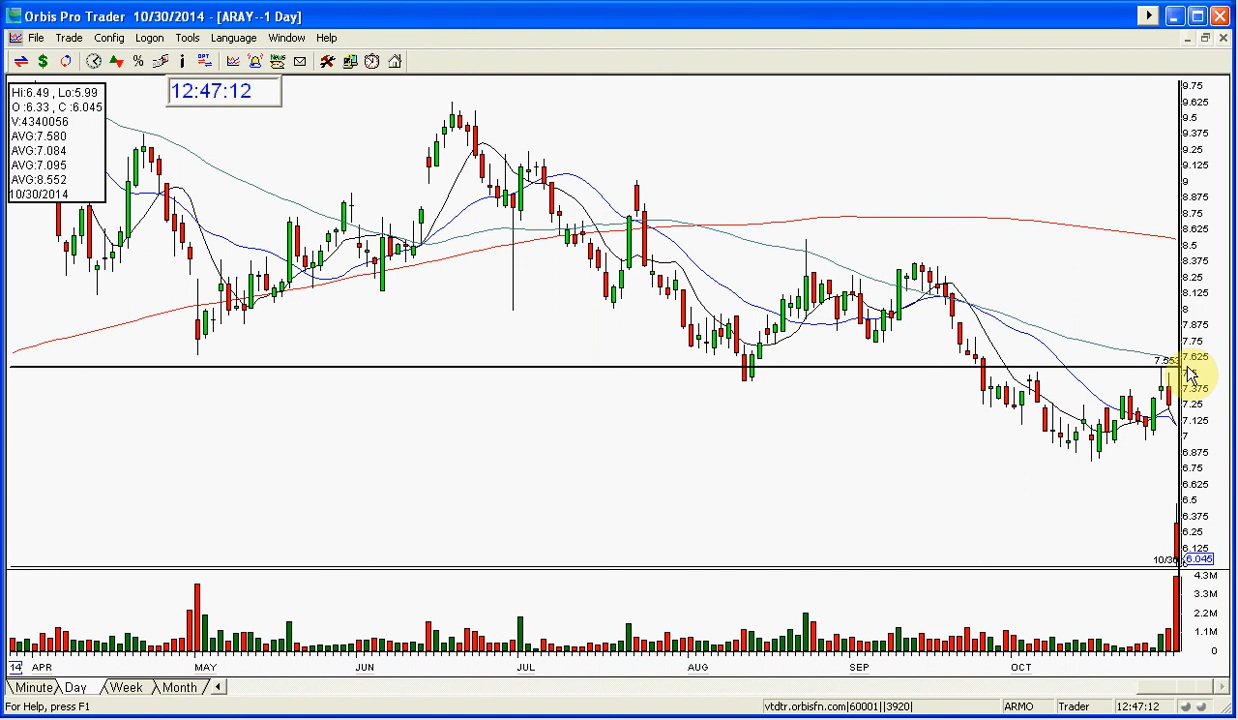 Orbis Pro Trader 10/30/2014 - [ARAY--1 Day]
File Trade Config Logon Tools Language Window Help
12:47:12
Hi:6.49 , Lo:5.99
O :6.33 , C :6.045
V:4340056
AVG:7.580
AVG:7.084
AVG:7.095
AVG:8.552
10/30/2014
9.75
9.625
9.5
9.375
9.25
9.125
9
8.875
8.75
8.625
8.5
8.375
8.25
8.125
8
7.875
7.75
7.625
7.553
7.375
7.25
7.125
7
6.875
6.75
6.625
6.5
6.375
6.25
6.125
6.045
4.3M
3.3M
2.2M
1.1M
0
14 APR MAY JUN JUL AUG SEP OCT
Minute Day Week Month
For Help, press F1 vtdtr.orbisfn.com|60001||3920| ARMO Trader 12:47:12